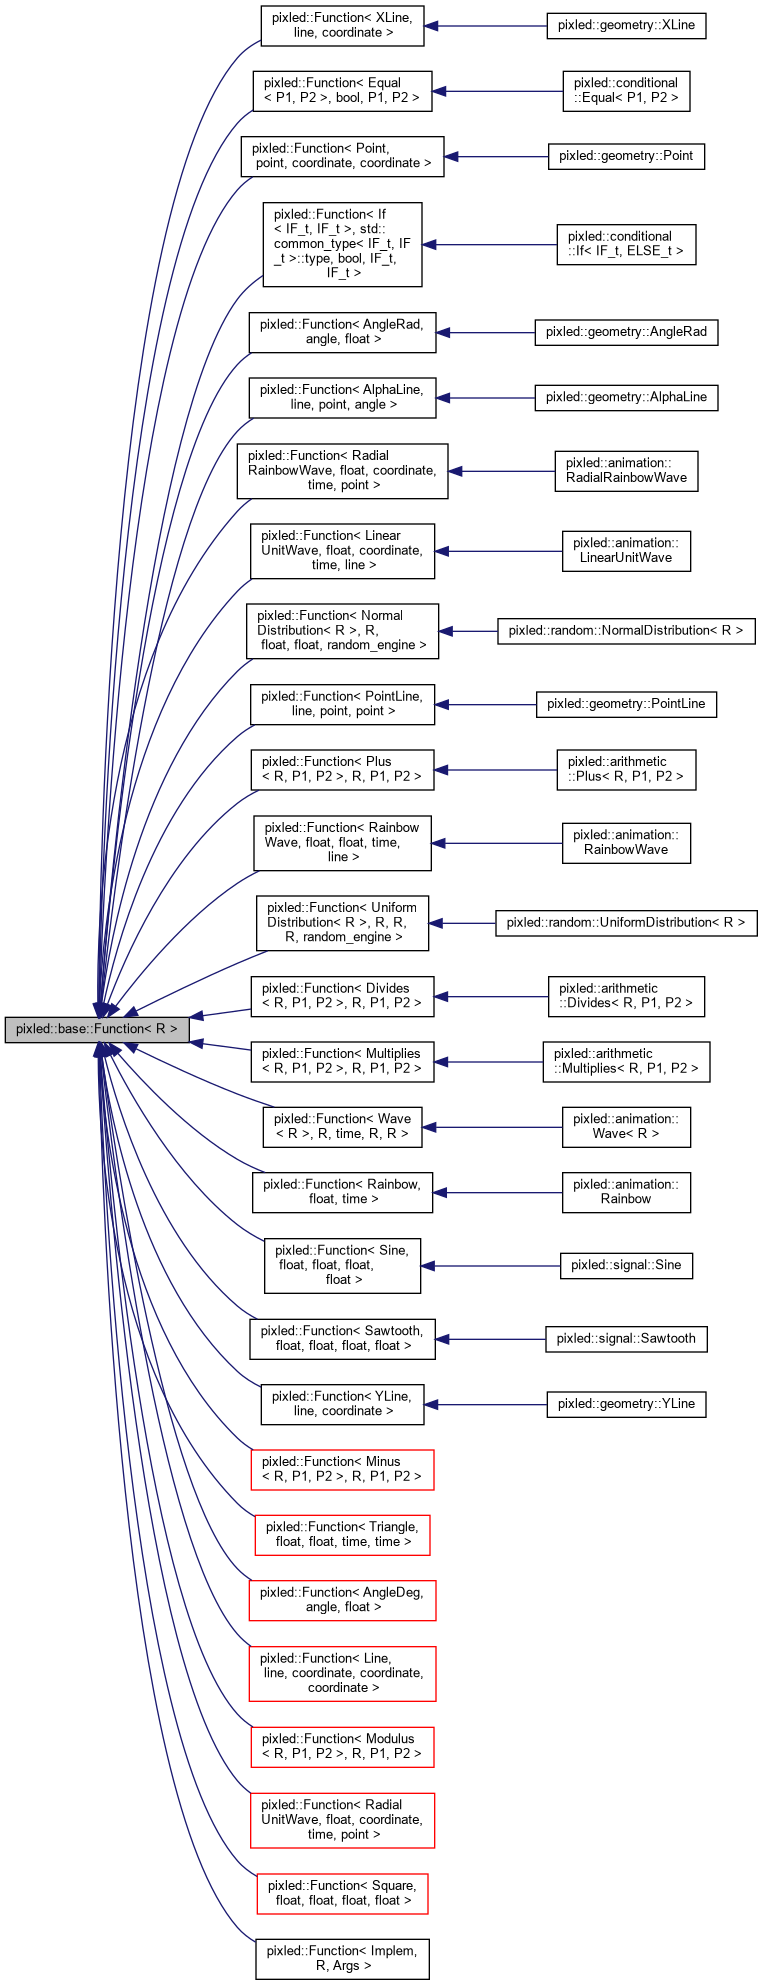 pixled::Function< XLine,
line, coordinate >
pixled::geometry::XLine
pixled::Function< Equal
< P1, P2 >, bool, P1, P2 >
pixled::conditional
::Equal< P1, P2 >
pixled::Function< Point,
point, coordinate, coordinate >
pixled::geometry::Point
pixled::Function< If
< IF_t, IF_t >, std::
common_type< IF_t, IF
_t >::type, bool, IF_t,
IF_t >
pixled::conditional
::If< IF_t, ELSE_t >
pixled::Function< AngleRad,
angle, float >
pixled::geometry::AngleRad
pixled::Function< AlphaLine,
line, point, angle >
pixled::geometry::AlphaLine
pixled::Function< Radial
RainbowWave, float, coordinate,
time, point >
pixled::animation::
RadialRainbowWave
pixled::Function< Linear
UnitWave, float, coordinate,
time, line >
pixled::animation::
LinearUnitWave
pixled::Function< Normal
Distribution< R >, R,
float, float, random_engine >
pixled::random::NormalDistribution< R >
pixled::Function< PointLine,
line, point, point >
pixled::geometry::PointLine
pixled::Function< Plus
< R, P1, P2 >, R, P1, P2 >
pixled::arithmetic
::Plus< R, P1, P2 >
pixled::Function< Rainbow
Wave, float, float, time,
line >
pixled::animation::
RainbowWave
pixled::Function< Uniform
Distribution< R >, R, R,
R, random_engine >
pixled::random::UniformDistribution< R >
pixled::Function< Divides
< R, P1, P2 >, R, P1, P2 >
pixled::arithmetic
::Divides< R, P1, P2 >
pixled::base::Function< R >
pixled::Function< Multiplies
< R, P1, P2 >, R, P1, P2 >
pixled::arithmetic
::Multiplies< R, P1, P2 >
pixled::Function< Wave
< R >, R, time, R, R >
pixled::animation::
Wave< R >
pixled::Function< Rainbow,
float, time >
pixled::animation::
Rainbow
pixled::Function< Sine,
float, float, float,
float >
pixled::signal::Sine
pixled::Function< Sawtooth,
float, float, float, float >
pixled::signal::Sawtooth
pixled::Function< YLine,
line, coordinate >
pixled::geometry::YLine
pixled::Function< Minus
< R, P1, P2 >, R, P1, P2 >
pixled::Function< Triangle,
float, float, time, time >
pixled::Function< AngleDeg,
angle, float >
pixled::Function< Line,
line, coordinate, coordinate,
coordinate >
pixled::Function< Modulus
< R, P1, P2 >, R, P1, P2 >
pixled::Function< Radial
UnitWave, float, coordinate,
time, point >
pixled::Function< Square,
float, float, float, float >
pixled::Function< Implem,
R, Args >